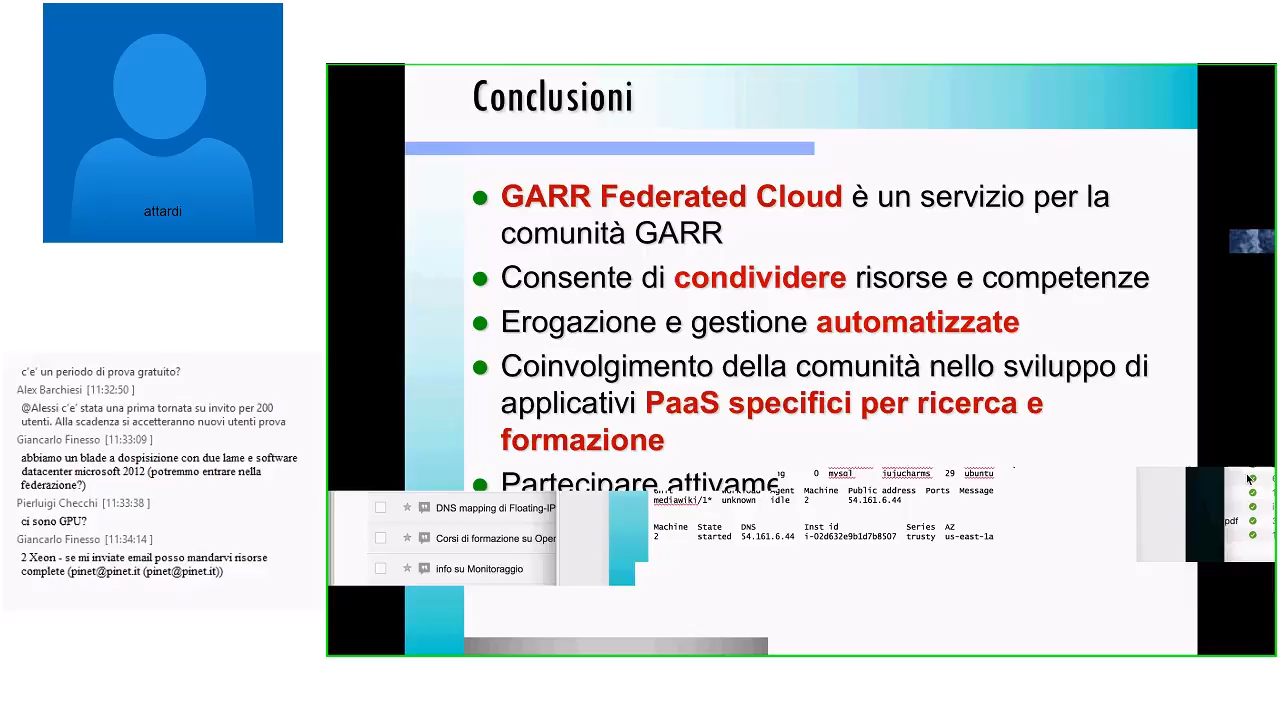 attardi
c'e' un periodo di prova gratuito?
Alex Barchiesi [11:32:50 ]
@Alessi c'e' stata una prima tornata su invito per 200
utenti. Alla scadenza si accetteranno nuovi utenti prova
Giancarlo Finesso [11:33:09 ]
abbiamo un blade a dospisizione con due lame e software
datacenter microsoft 2012 (potremmo entrare nella
federazione?)
Pierluigi Checchi [11:33:38 ]
ci sono GPU?
Giancarlo Finesso [11:34:14 ]
2 Xeon - se mi inviate email posso mandarvi risorse
complete (pinet@pinet.it (pinet@pinet.it))
Conclusioni
GARR Federated Cloud è un servizio per la
comunità GARR
Consente di condividere risorse e competenze
Erogazione e gestione automatizzate
Coinvolgimento della comunità nello sviluppo di
applicativi PaaS specifici per ricerca e
formazione
Partecipare attivame
0 mysql jujucharms 29 ubuntu
Agent Machine Public address Ports Message
mediawiki/1* unknown idle 2 54.161.6.44
Machine State DNS Inst id Series AZ
2 started 54.161.6.44 i-02d632e9b1d7b8507 trusty us-east-1a
DNS mapping di Floating-IP
Corsi di formazione su Oper
info su Monitoraggio
pdf